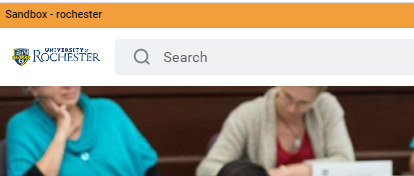 Sandbox - rochester
UNIVERSITY of
ROCHESTER
Search